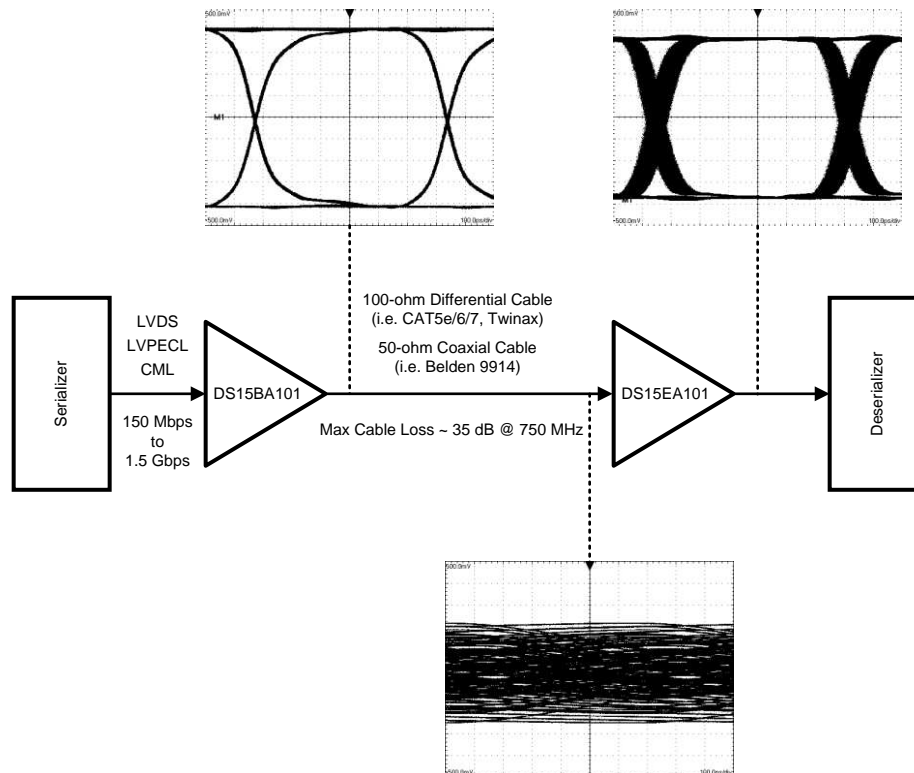 500.0mV
M1
-500.0mV
100.0ps/div
500.0mV
M1
-500.0mV
100.0ps/div
Serializer
LVDS
LVPECL
CML
150 Mbps
to
1.5 Gbps
DS15BA101
100-ohm Differential Cable
(i.e. CAT5e/6/7, Twinax)
50-ohm Coaxial Cable
(i.e. Belden 9914)
Max Cable Loss ~ 35 dB @ 750 MHz
DS15EA101
Deserializer
500.0mV
-500.0mV
100.0ps/div